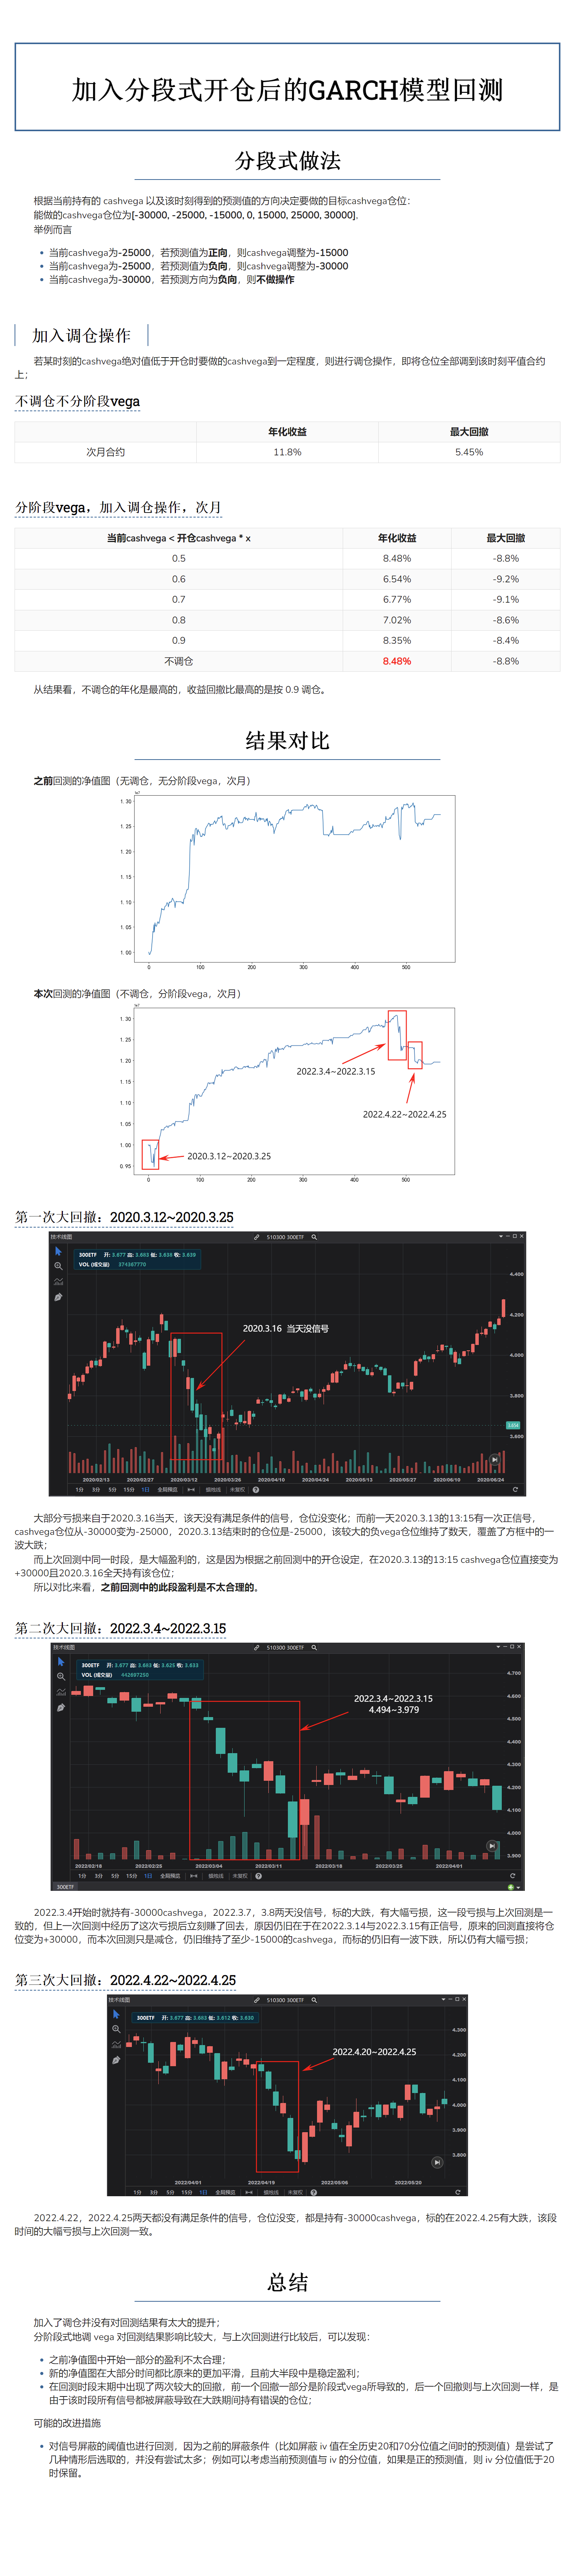 加入分段式开仓后的GARCH模型回测
分段式做法
根据当前持有的 cashvega 以及该时刻得到的预测值的方向决定要做的目标cashvega仓位：
能做的cashvega仓位为[-30000, -25000, -15000, 0, 15000, 25000, 30000].
举例而言
当前cashvega为-25000，若预测值为正向，则cashvega调整为-15000
当前cashvega为-25000，若预测值为负向，则cashvega调整为-30000
当前cashvega为-30000，若预测方向为负向，则不做操作
加入调仓操作
若某时刻的cashvega绝对值低于开仓时要做的cashvega到一定程度，则进行调仓操作，即将仓位全部调到该时刻平值合约
上；
不调仓不分阶段vega
年化收益 最大回撤
次月合约 11.8% 5.45%
分阶段vega，加入调仓操作，次月
当前cashvega < 开仓cashvega * x 年化收益 最大回撤
0.5 8.48% -8.8%
0.6 6.54% -9.2%
0.7 6.77% -9.1%
0.8 7.02% -8.6%
0.9 8.35% -8.4%
不调仓 8.48% -8.8%
从结果看，不调仓的年化是最高的，收益回撤比最高的是按 0.9 调仓。
结果对比
之前回测的净值图（无调仓，无分阶段vega，次月）
1.30
1.25
1.20
1.15
1.10
1.05
1.00
0 100 200 300 400 500
本次回测的净值图（不调仓，分阶段vega，次月）
1.30
1.25
1.20
1.15
1.10
1.05
1.00
0.95
0 100 200 300 400 500
2022.3.4~2022.3.15
2022.4.22~2022.4.25
2020.3.12~2020.3.25
第一次大回撤：2020.3.12~2020.3.25
技术线图 510300 300ETF
300ETF 开: 3.677 高: 3.683 低: 3.639 收: 3.639
VOL (成交量) 374367770
2020.3.16 当天没信号
4.400
4.200
4.000
3.800
3.600
2020/02/13 2020/02/27 2020/03/12 2020/03/26 2020/04/10 2020/04/24 2020/05/13 2020/05/27 2020/06/10 2020/06/24
1分 3分 5分 15分 1日 全局预应 蜡烛线 未复权
大部分亏损来自于2020.3.16当天，该天没有满足条件的信号，仓位没变化；而前一天2020.3.13的13:15有一次正信号，
cashvega仓位从-30000变为-25000，2020.3.13结束时的仓位是-25000，该较大的负vega仓位维持了数天，覆盖了方框中的一
波大跌；
而上次回测中同一时段，是大幅盈利的，这是因为根据之前回测中的开仓设定，在2020.3.13的13:15 cashvega仓位直接变为
+30000且2020.3.16全天持有该仓位；
所以对比来看，之前回测中的此段盈利是不太合理的。
第二次大回撤：2022.3.4~2022.3.15
技术线图 510300 300ETF
300ETF 开: 3.677 高: 3.683 低: 3.625 收: 3.633
VOL (成交量) 442697250
2022.3.4~2022.3.15
4.494~3.979
4.700
4.600
4.500
4.400
4.300
4.200
4.100
4.000
3.900
2022/02/18 2022/02/25 2022/03/04 2022/03/11 2022/03/18 2022/03/25 2022/04/01
1分 3分 5分 15分 1日 全局预应 蜡烛线 未复权
300ETF
2022.3.4开始时就持有-30000cashvega，2022.3.7，3.8两天没信号，标的大跌，有大幅亏损，这一段亏损与上次回测是一
致的，但上一次回测中经历了这次亏损后立刻赚了回去，原因仍旧在于在2022.3.14与2022.3.15有正信号，原来的回测直接将仓
位变为+30000，而本次回测只是减仓，仍旧维持了至少-15000的cashvega，而标的仍旧有一波下跌，所以仍有大幅亏损；
第三次大回撤：2022.4.22~2022.4.25
技术线图 510300 300ETF
300ETF 开: 3.677 高: 3.683 低: 3.612 收: 3.630
2022.4.20~2022.4.25
4.300
4.200
4.100
4.000
3.900
3.800
2022/04/01 2022/04/19 2022/05/06 2022/05/20
1分 3分 5分 15分 1日 全局预应 蜡烛线 未复权
2022.4.22，2022.4.25两天都没有满足条件的信号，仓位没变，都是持有-30000cashvega，标的在2022.4.25有大跌，该段
时间的大幅亏损与上次回测一致。
总结
加入了调仓并没有对回测结果有太大的提升；
分阶段式地调 vega 对回测结果影响比较大，与上次回测进行比较后，可以发现：
之前净值图中开始一部分的盈利不太合理；
新的净值图在大部分时间都比原来的更加平滑，且前大半段中是稳定盈利；
在回测时段末期中出现了两次较大的回撤，前一个回撤一部分是阶段式vega所导致的，后一个回撤则与上次回测一样，是
由于该时段所有信号都被屏蔽导致在大跌期间持有错误的仓位；
可能的改进措施
对信号屏蔽的阈值也进行回测，因为之前的屏蔽条件（比如屏蔽 iv 值在全历史20和70分位值之间时的预测值）是尝试了
几种情形后选取的，并没有尝试太多；例如可以考虑当前预测值与 iv 的分位值，如果是正的预测值，则 iv 分位值低于20
时保留。